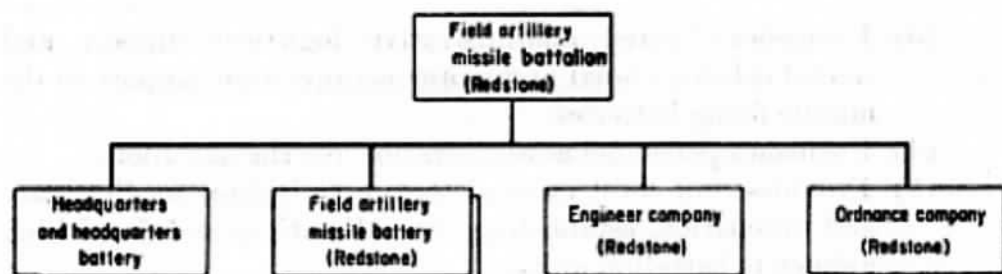 Field artillery
missile battalion
(Redstone)
Headquarters
and headquarters
battery
Field artillery
missile battery
(Redstone)
Engineer company
(Redstone)
Ordnance company
(Redstone)